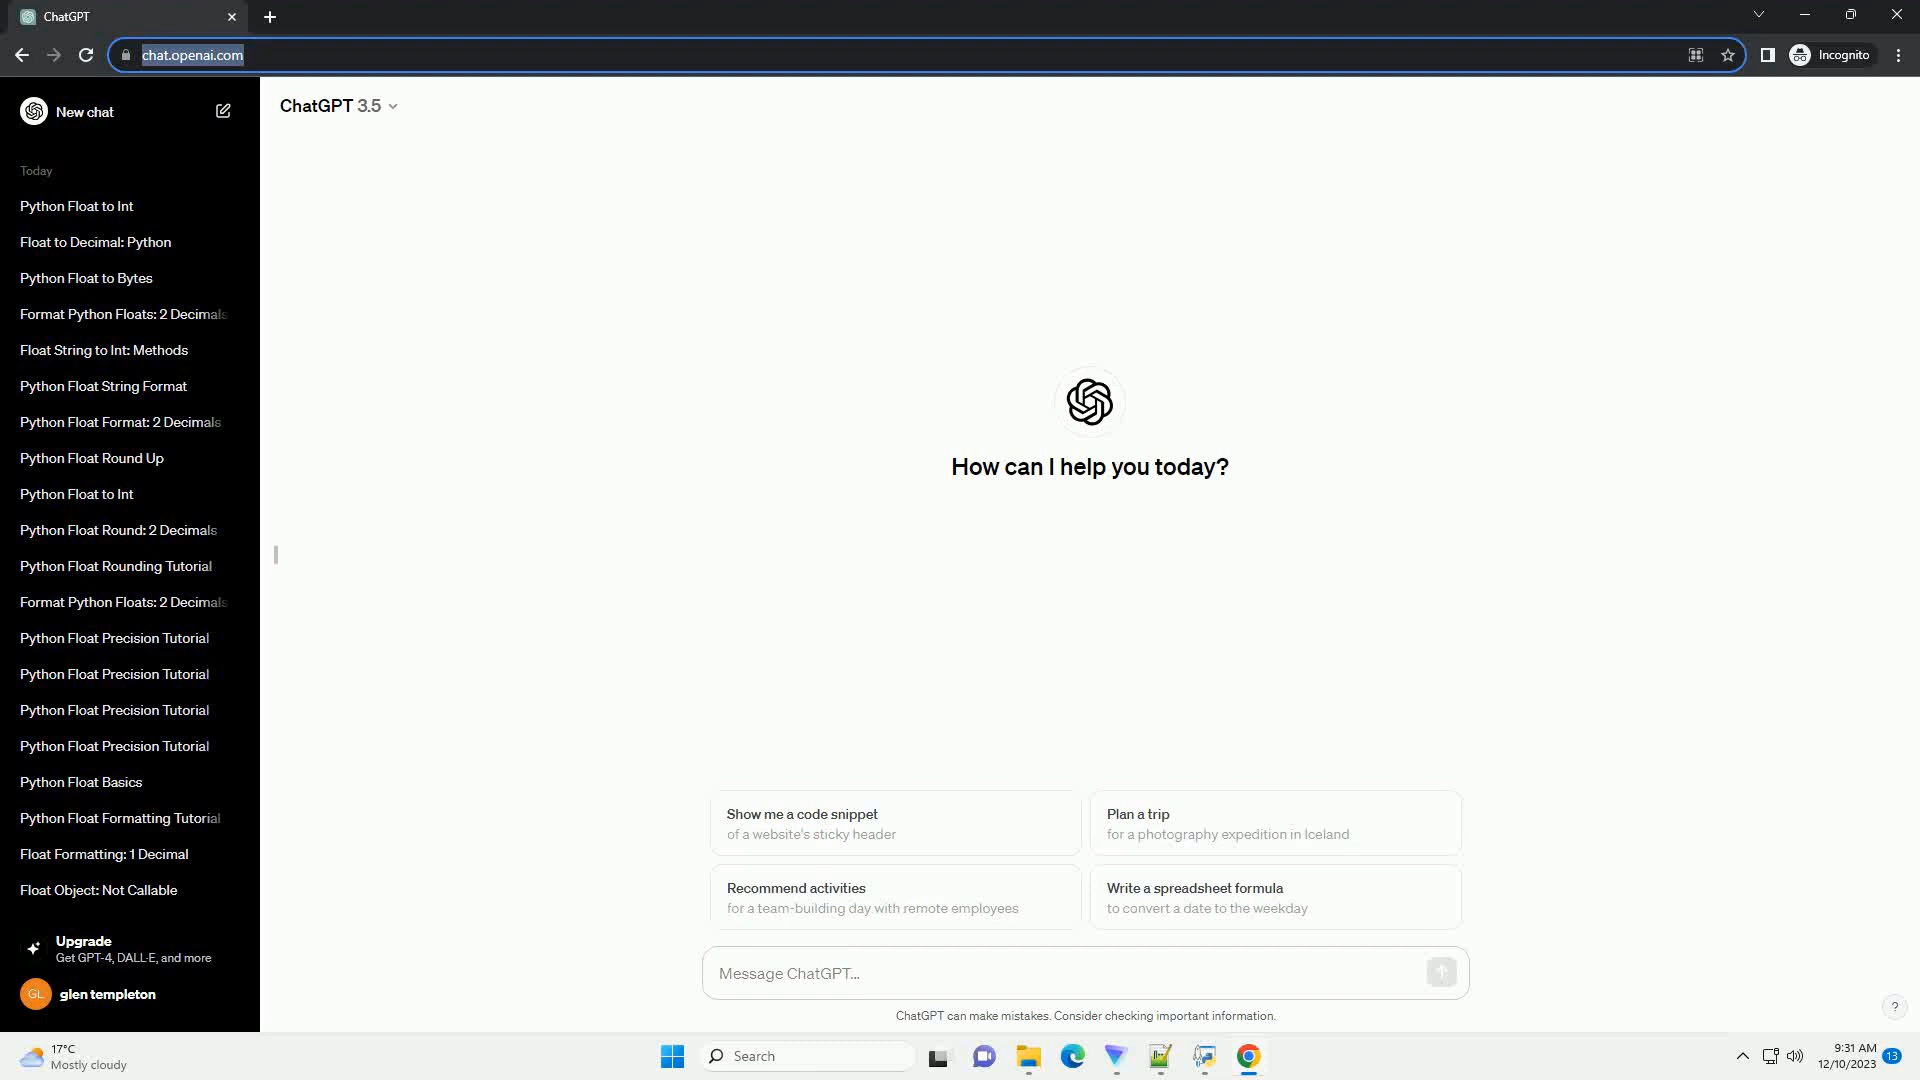 ChatGPT
chat.openai.com
Incognito
New chat
ChatGPT 3.5
Today
Python Float to Int
Float to Decimal: Python
Python Float to Bytes
Format Python Floats: 2 Decimals
Float String to Int: Methods
Python Float String Format
Python Float Format: 2 Decimals
Python Float Round Up
Python Float to Int
Python Float Round: 2 Decimals
Python Float Rounding Tutorial
Format Python Floats: 2 Decimals
Python Float Precision Tutorial
Python Float Precision Tutorial
Python Float Precision Tutorial
Python Float Precision Tutorial
Python Float Basics
Python Float Formatting Tutorial
Float Formatting: 1 Decimal
Float Object: Not Callable
Upgrade
Get GPT-4, DALL·E, and more
GL
glen templeton
How can I help you today?
Show me a code snippet
of a website's sticky header
Plan a trip
for a photography expedition in Iceland
Recommend activities
for a team-building day with remote employees
Write a spreadsheet formula
to convert a date to the weekday
Message ChatGPT...
ChatGPT can make mistakes. Consider checking important information.
?
17°C
Mostly cloudy
Search
9:31 AM
12/10/2023
13